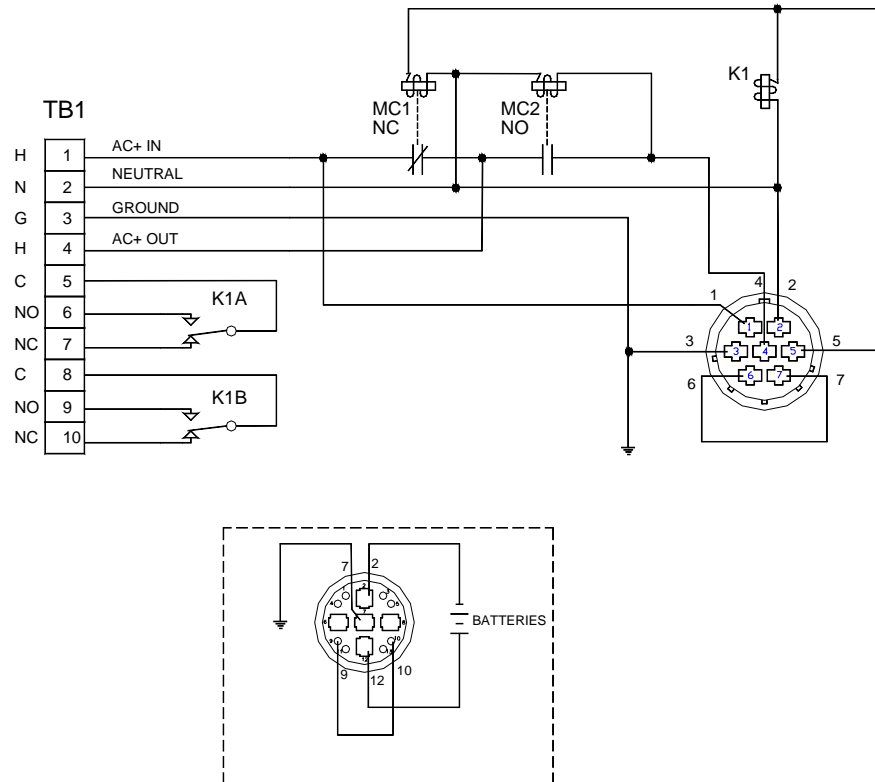 K1
MC1
NC
MC2
NO
TB1
H 1 AC+ IN
N 2 NEUTRAL
G 3 GROUND
H 4 AC+ OUT
C 5
K1A
NO 6
NC 7
C 8
K1B
NO 9
NC 10
4 2
1
1 2
3 5
3 4 5
6 7
6 7
7 2
BATTERIES
9 12 10